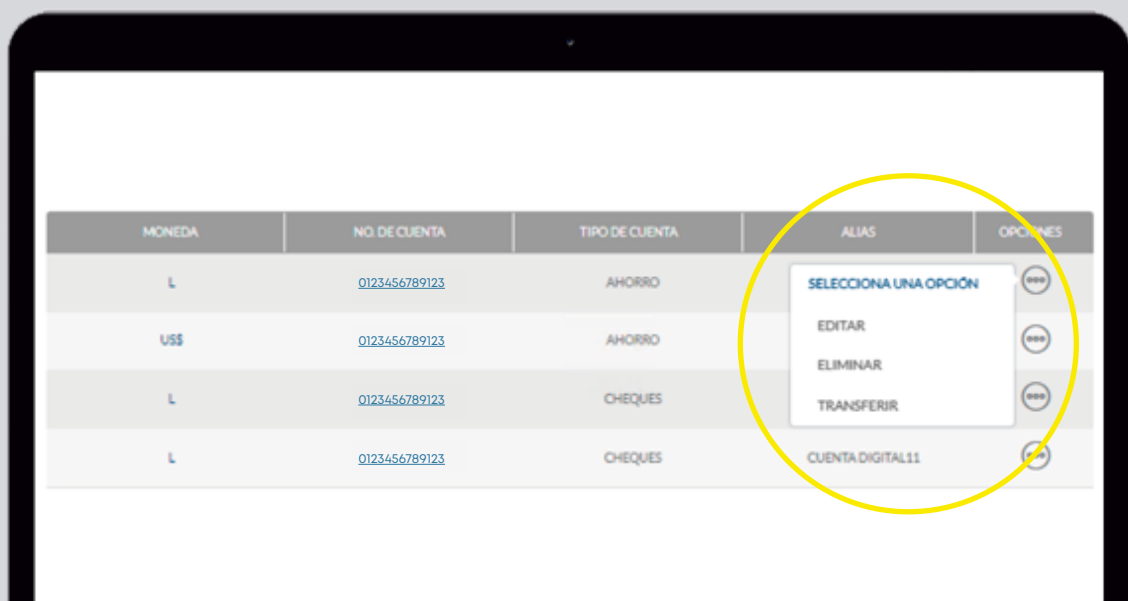 MONEDA NO. DE CUENTA TIPO DE CUENTA ALIAS OPCIONES
L 0123456789123 AHORRO SELECCIONA UNA OPCIÓN
EDITAR
US$ 0123456789123 AHORRO
ELIMINAR
L 0123456789123 CHEQUES
TRANSFERIR
L 0123456789123 CHEQUES CUENTA DIGITAL11